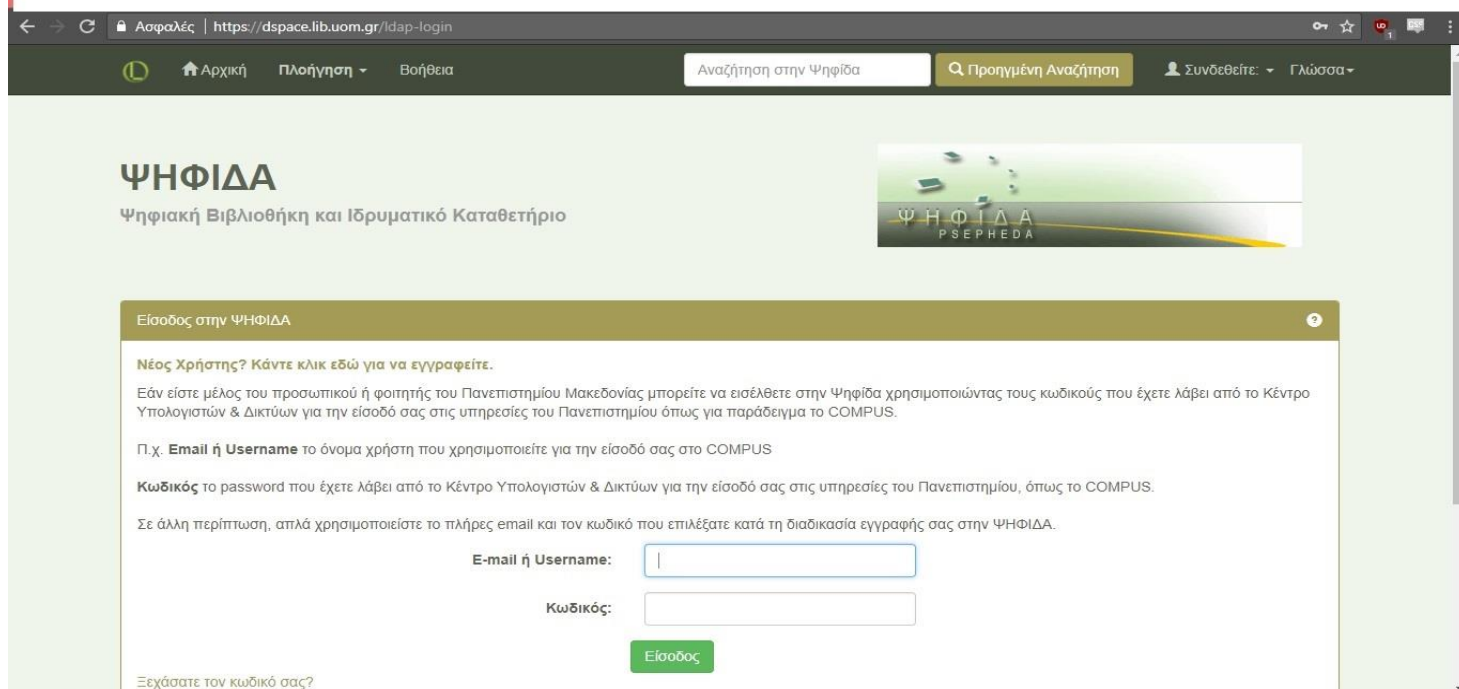 Ασφαλές | https://dspace.lib.uom.gr/ldap-login
Αρχική Πλοήγηση Βοήθεια Αναζήτηση στην Ψηφίδα Προηγμένη Αναζήτηση Συνδεθείτε: Γλώσσα
ΨΗΦΙΔΑ
Ψηφιακή Βιβλιοθήκη και Ιδρυματικό Καταθετήριο
ΨΗΦΙΔΑ
PSEPHEDA
Είσοδος στην ΨΗΦΙΔΑ
Νέος Χρήστης? Κάντε κλικ εδώ για να εγγραφείτε.
Εάν είστε μέλος του προσωπικού ή φοιτητής του Πανεπιστημίου Μακεδονίας μπορείτε να εισέλθετε στην Ψηφίδα χρησιμοποιώντας τους κωδικούς που έχετε λάβει από το Κέντρο
Υπολογιστών & Δικτύων για την είσοδό σας στις υπηρεσίες του Πανεπιστημίου όπως για παράδειγμα το COMPUS.
Π.χ. Email ή Username το όνομα χρήστη που χρησιμοποιείτε για την είσοδό σας στο COMPUS
Κωδικός το password που έχετε λάβει από το Κέντρο Υπολογιστών & Δικτύων για την είσοδό σας στις υπηρεσίες του Πανεπιστημίου, όπως το COMPUS.
Σε άλλη περίπτωση, απλά χρησιμοποιείστε το πλήρες email και τον κωδικό που επιλέξατε κατά τη διαδικασία εγγραφής σας στην ΨΗΦΙΔΑ.
E-mail ή Username:
Κωδικός:
Είσοδος
Ξεχάσατε τον κωδικό σας?